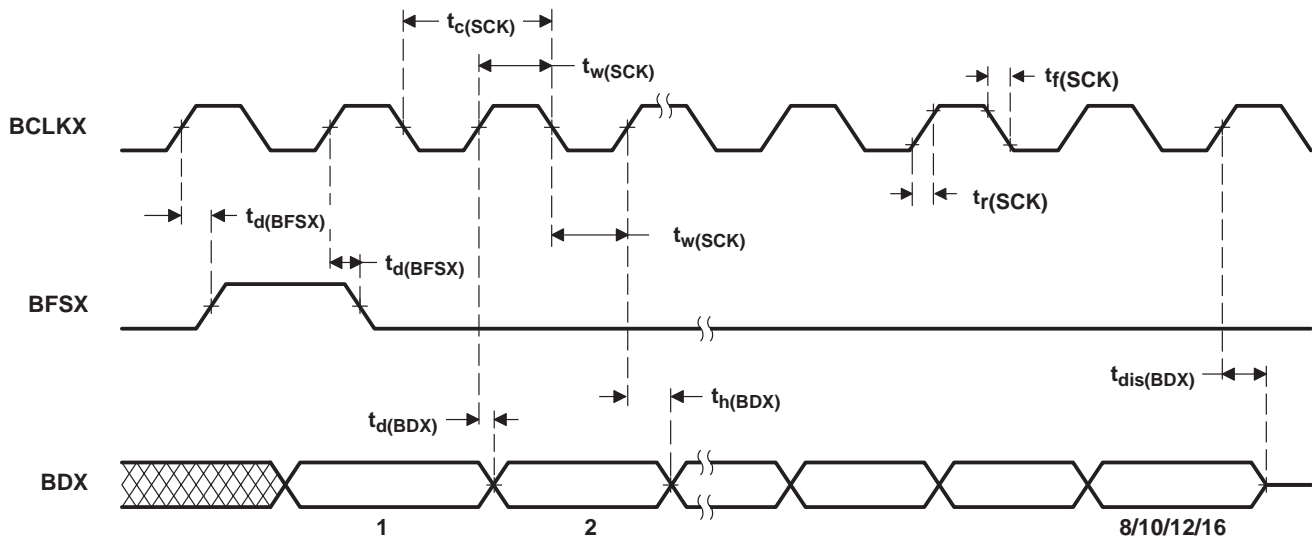 tc(SCK)
tw(SCK)
tf(SCK)
BCLKX
td(BFSX)
tr(SCK)
tw(SCK)
td(BFSX)
BFSX
tdis(BDX)
th(BDX)
td(BDX)
BDX
1 2 8/10/12/16